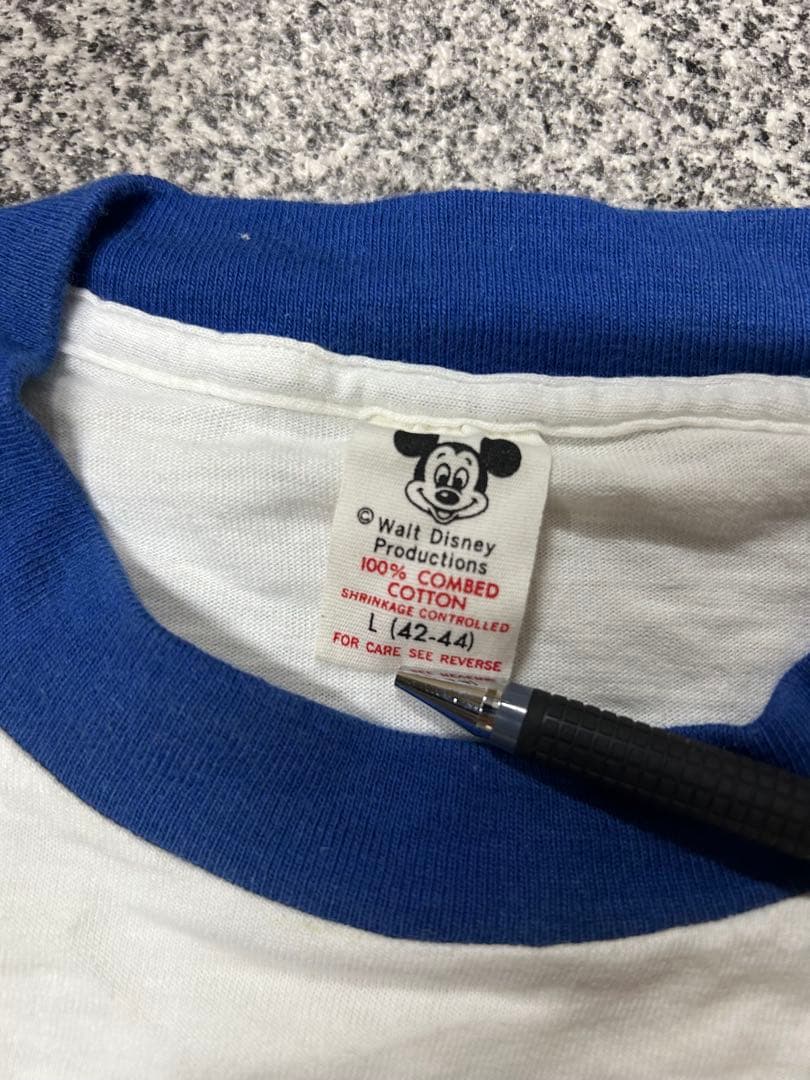 © Walt Disney
Productions
100% COMBED
COTTON
SHRINKAGE CONTROLLED
L (42-44)
FOR CARE SEE REVERSE